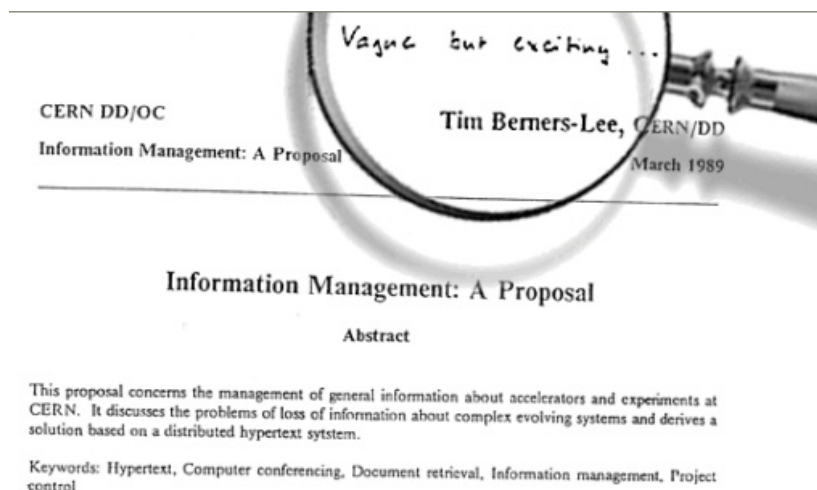 Vague but exciting ...
CERN DD/OC
Tim Berners-Lee, CERN/DD
Information Management: A Proposal
March 1989
Information Management: A Proposal
Abstract
This proposal concerns the management of general information about accelerators and experiments at
CERN. It discusses the problems of loss of information about complex evolving systems and derives a
solution based on a distributed hypertext sytstem.
Keywords: Hypertext, Computer conferencing, Document retrieval, Information management, Project
control